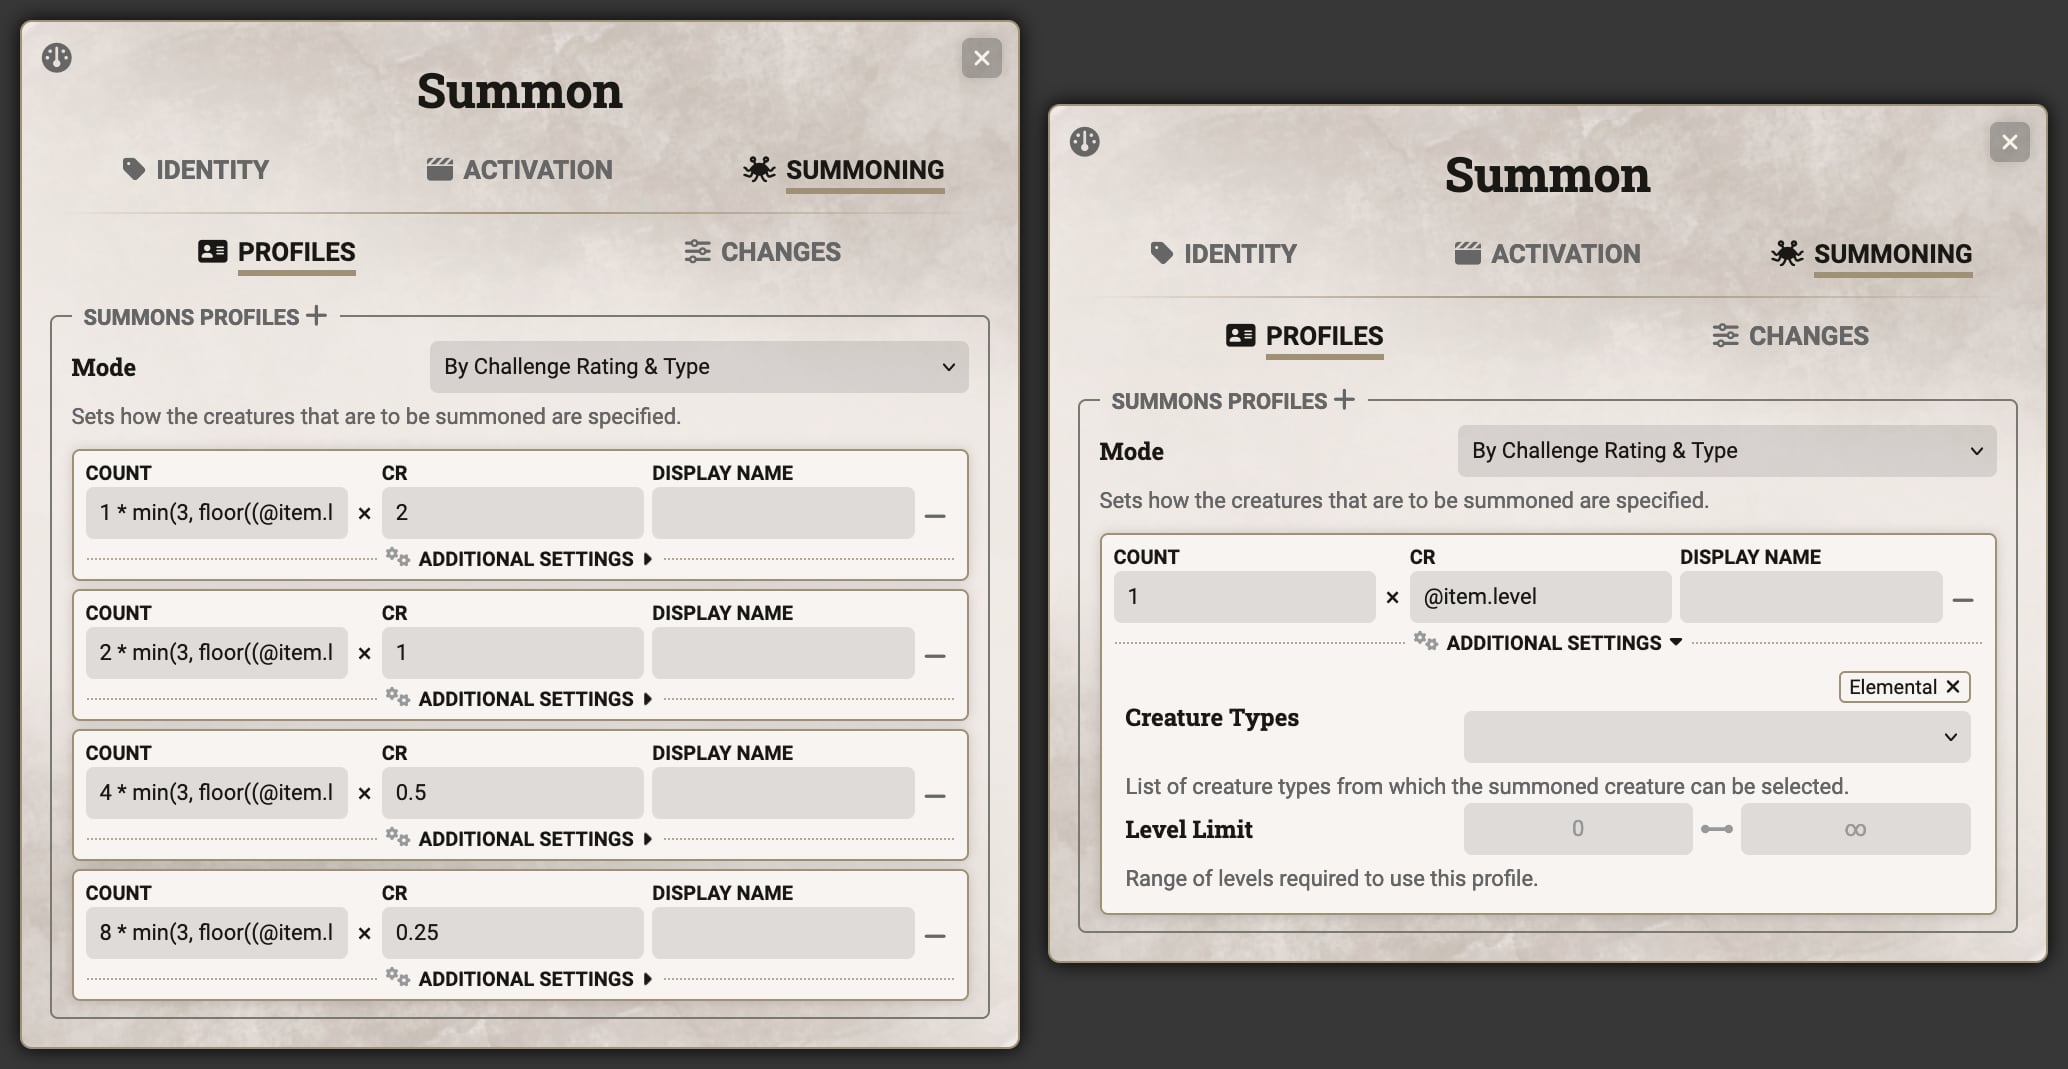 Summon
IDENTITY ACTIVATION SUMMONING
PROFILES CHANGES
SUMMONS PROFILES
Mode By Challenge Rating & Type
Sets how the creatures that are to be summoned are specified.
COUNT CR DISPLAY NAME
1 * min(3, floor((@item.l × 2
ADDITIONAL SETTINGS
COUNT CR DISPLAY NAME
2 * min(3, floor((@item.l × 1
ADDITIONAL SETTINGS
COUNT CR DISPLAY NAME
4 * min(3, floor((@item.l × 0.5
ADDITIONAL SETTINGS
COUNT CR DISPLAY NAME
8 * min(3, floor((@item.l × 0.25
ADDITIONAL SETTINGS
Summon
IDENTITY ACTIVATION SUMMONING
PROFILES CHANGES
SUMMONS PROFILES
Mode By Challenge Rating & Type
Sets how the creatures that are to be summoned are specified.
COUNT CR DISPLAY NAME
1 × @item.level
ADDITIONAL SETTINGS
Elemental ×
Creature Types
List of creature types from which the summoned creature can be selected.
Level Limit 0 ∞
Range of levels required to use this profile.